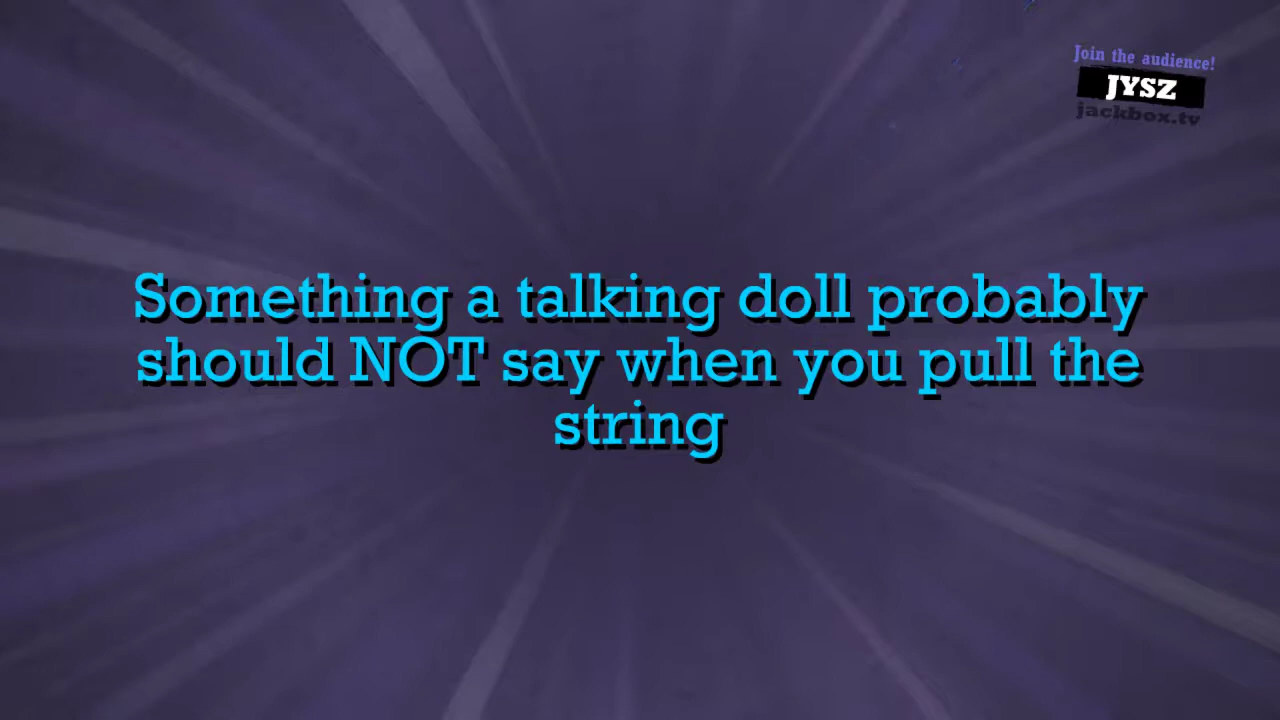 Join the audience!
JYSZ
jackbox.tv
Something a talking doll probably
should NOT say when you pull the
string